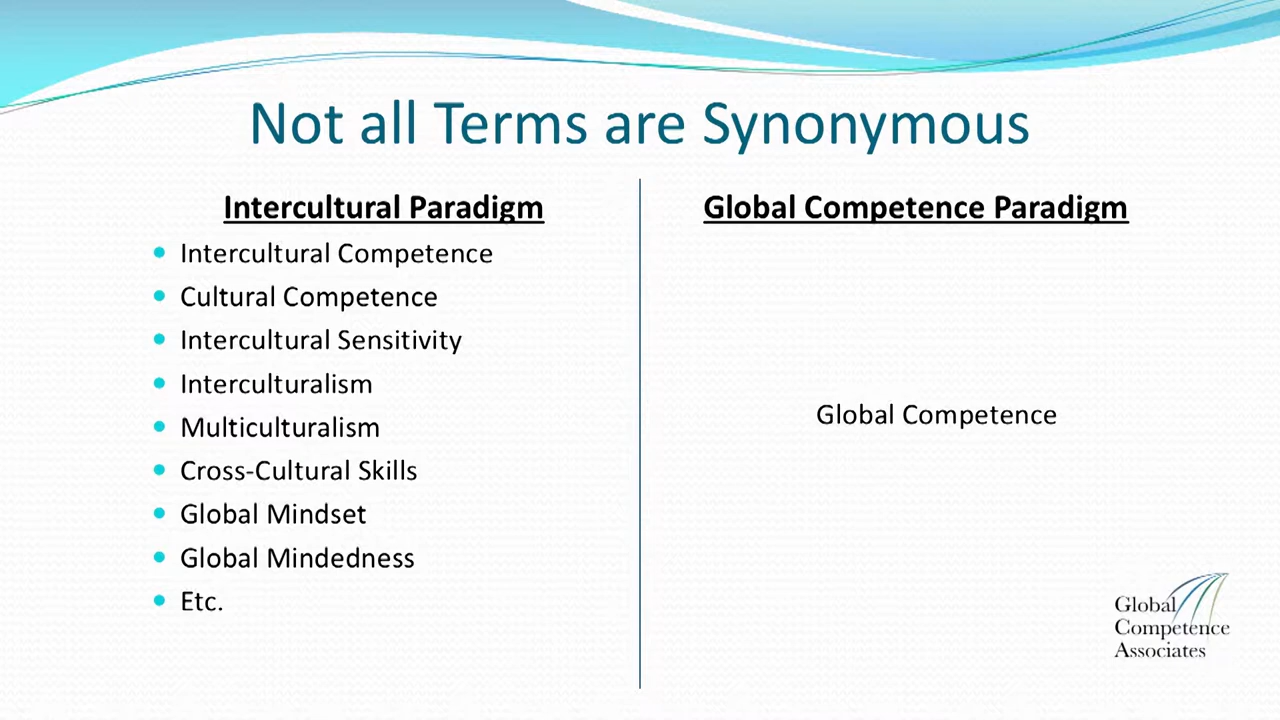 Not all Terms are Synonymous
Intercultural Paradigm
Intercultural Competence
Cultural Competence
Intercultural Sensitivity
Interculturalism
Multiculturalism
Cross-Cultural Skills
Global Mindset
Global Mindedness
Etc.
Global Competence Paradigm
Global Competence
Global
Competence
Associates